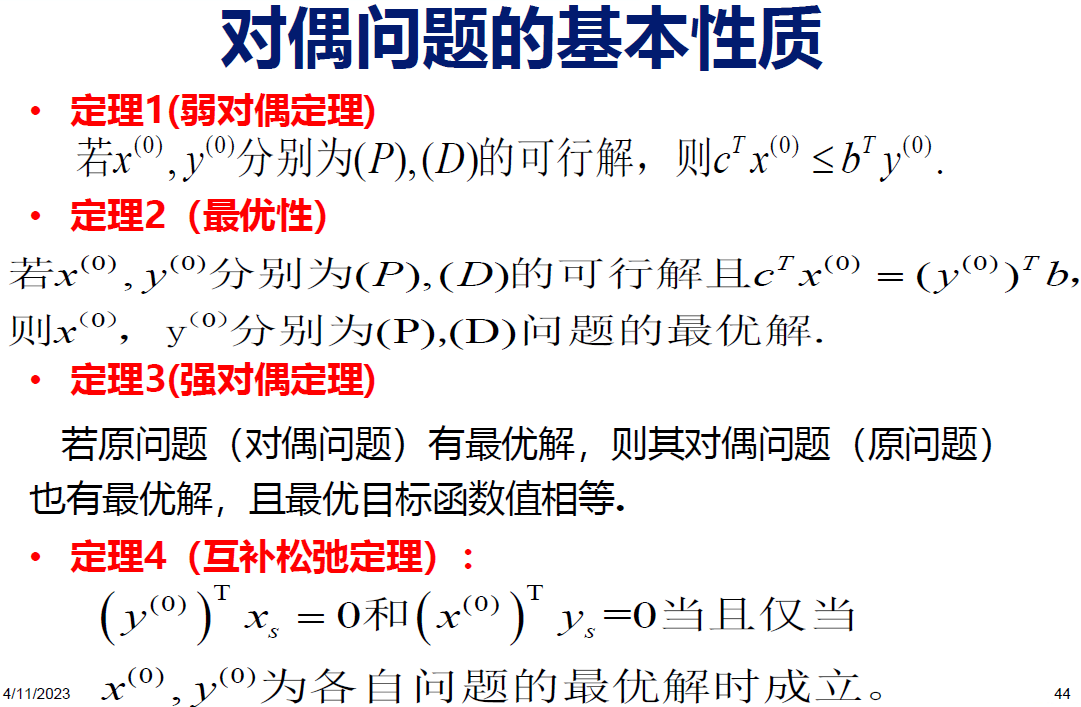 对偶问题的基本性质
• 定理1(弱对偶定理)
若x^(0), y^(0)分别为(P),(D)的可行解，则c^T x^(0) ≤ b^T y^(0).
• 定理2（最优性）
若x^(0), y^(0)分别为(P),(D)的可行解且c^T x^(0) = (y^(0))^T b,
则x^(0)，y^(0)分别为(P),(D)问题的最优解.
• 定理3(强对偶定理)
若原问题（对偶问题）有最优解，则其对偶问题（原问题）
也有最优解，且最优目标函数值相等.
• 定理4（互补松弛定理）:
(y^(0))^T x_s = 0和(x^(0))^T y_s=0当且仅当
x^(0), y^(0)为各自问题的最优解时成立。
4/11/2023
44